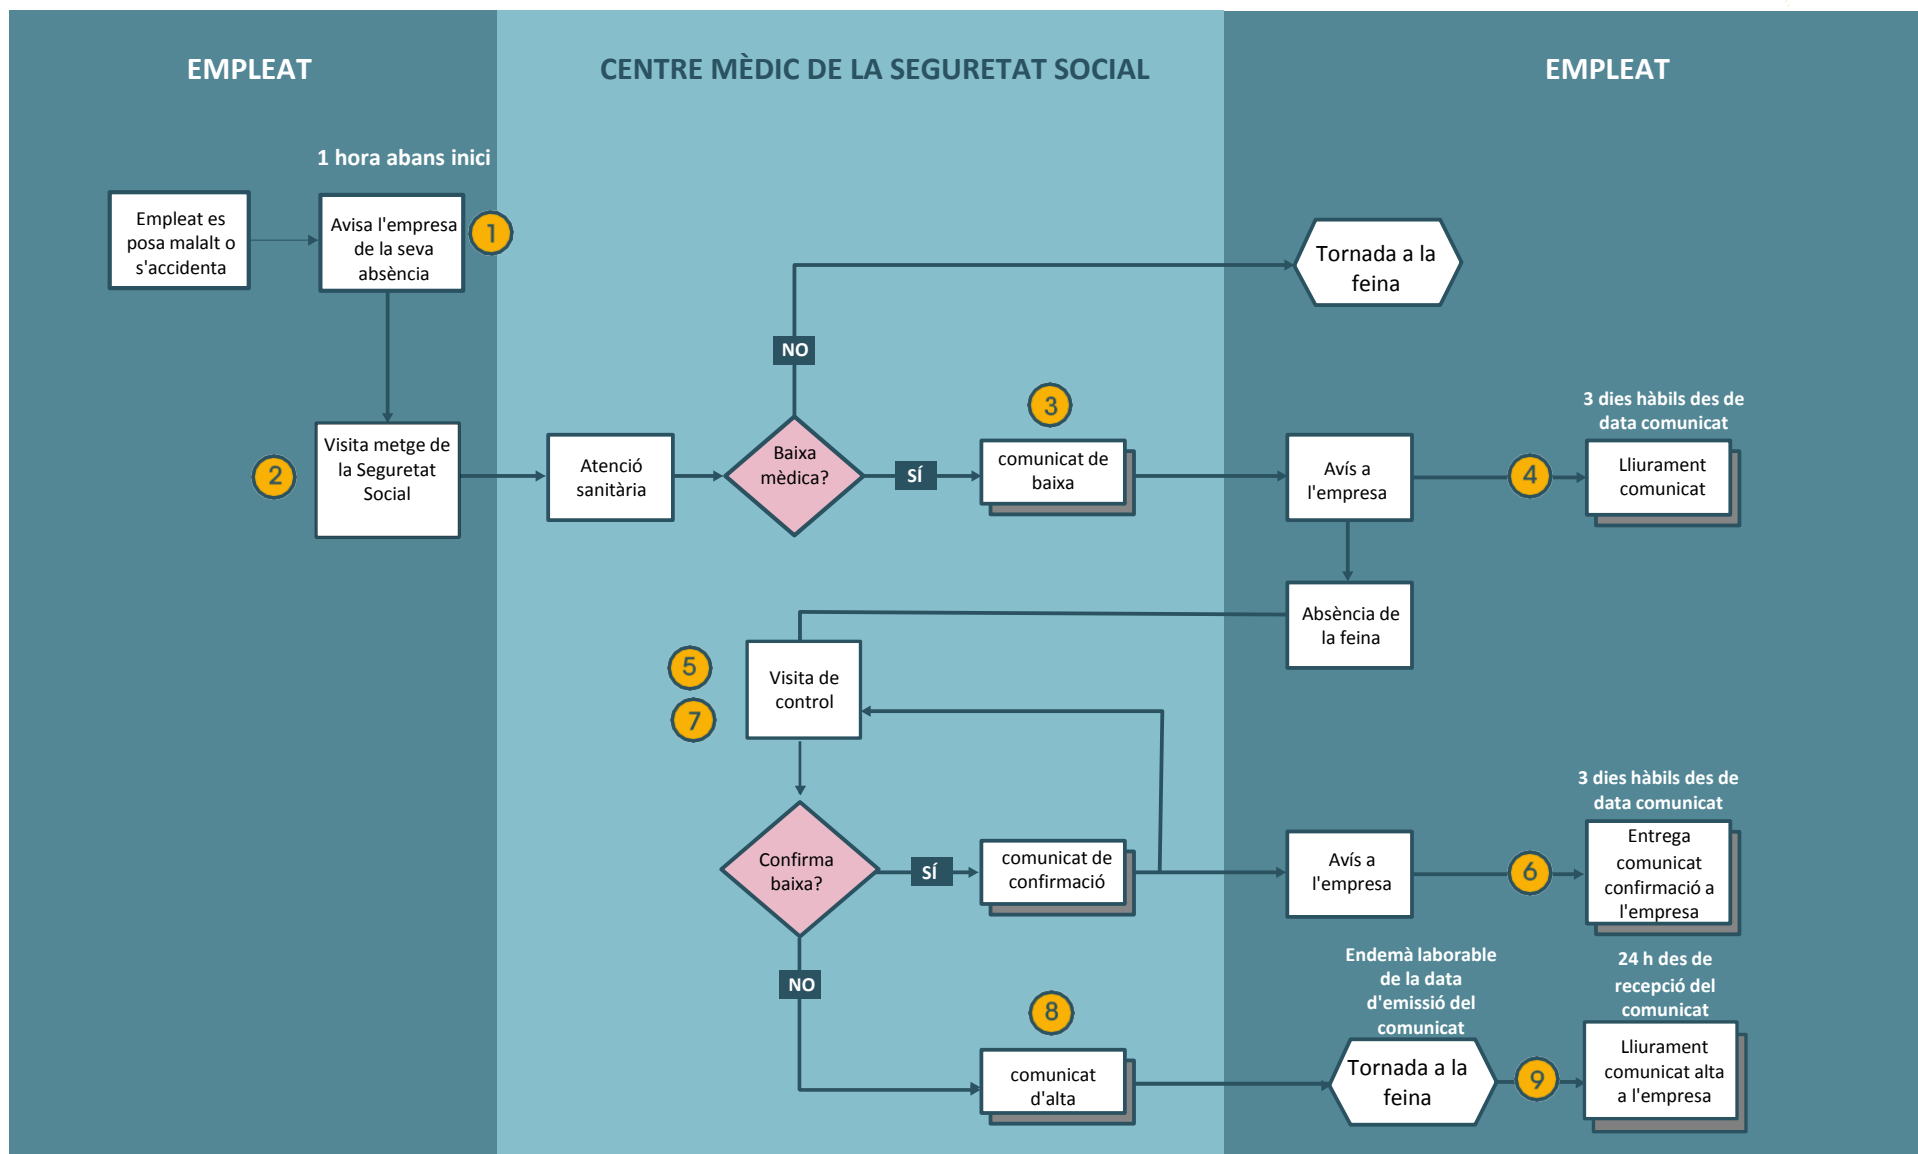 EMPLEAT
CENTRE MÈDIC DE LA SEGURETAT SOCIAL
EMPLEAT
1 hora abans inici
Empleat es
posa malalt o
s'accidenta
Avisa l'empresa
de la seva
absència
1
Tornada a la
feina
NO
2
Visita metge de
la Seguretat
Social
Atenció
sanitària
Baixa
mèdica?
SÍ
3
comunicat de
baixa
Avís a
l'empresa
4
3 dies hàbils des de
data comunicat
Lliurament
comunicat
Absència de
la feina
5
7
Visita de
control
Confirma
baixa?
SÍ
comunicat de
confirmació
Avís a
l'empresa
6
3 dies hàbils des de
data comunicat
Entrega
comunicat
confirmació a
l'empresa
NO
8
comunicat
d'alta
Endemà laborable
de la data
d'emissió del
comunicat
Tornada a la
feina
9
24 h des de
recepció del
comunicat
Lliurament
comunicat alta
a l'empresa